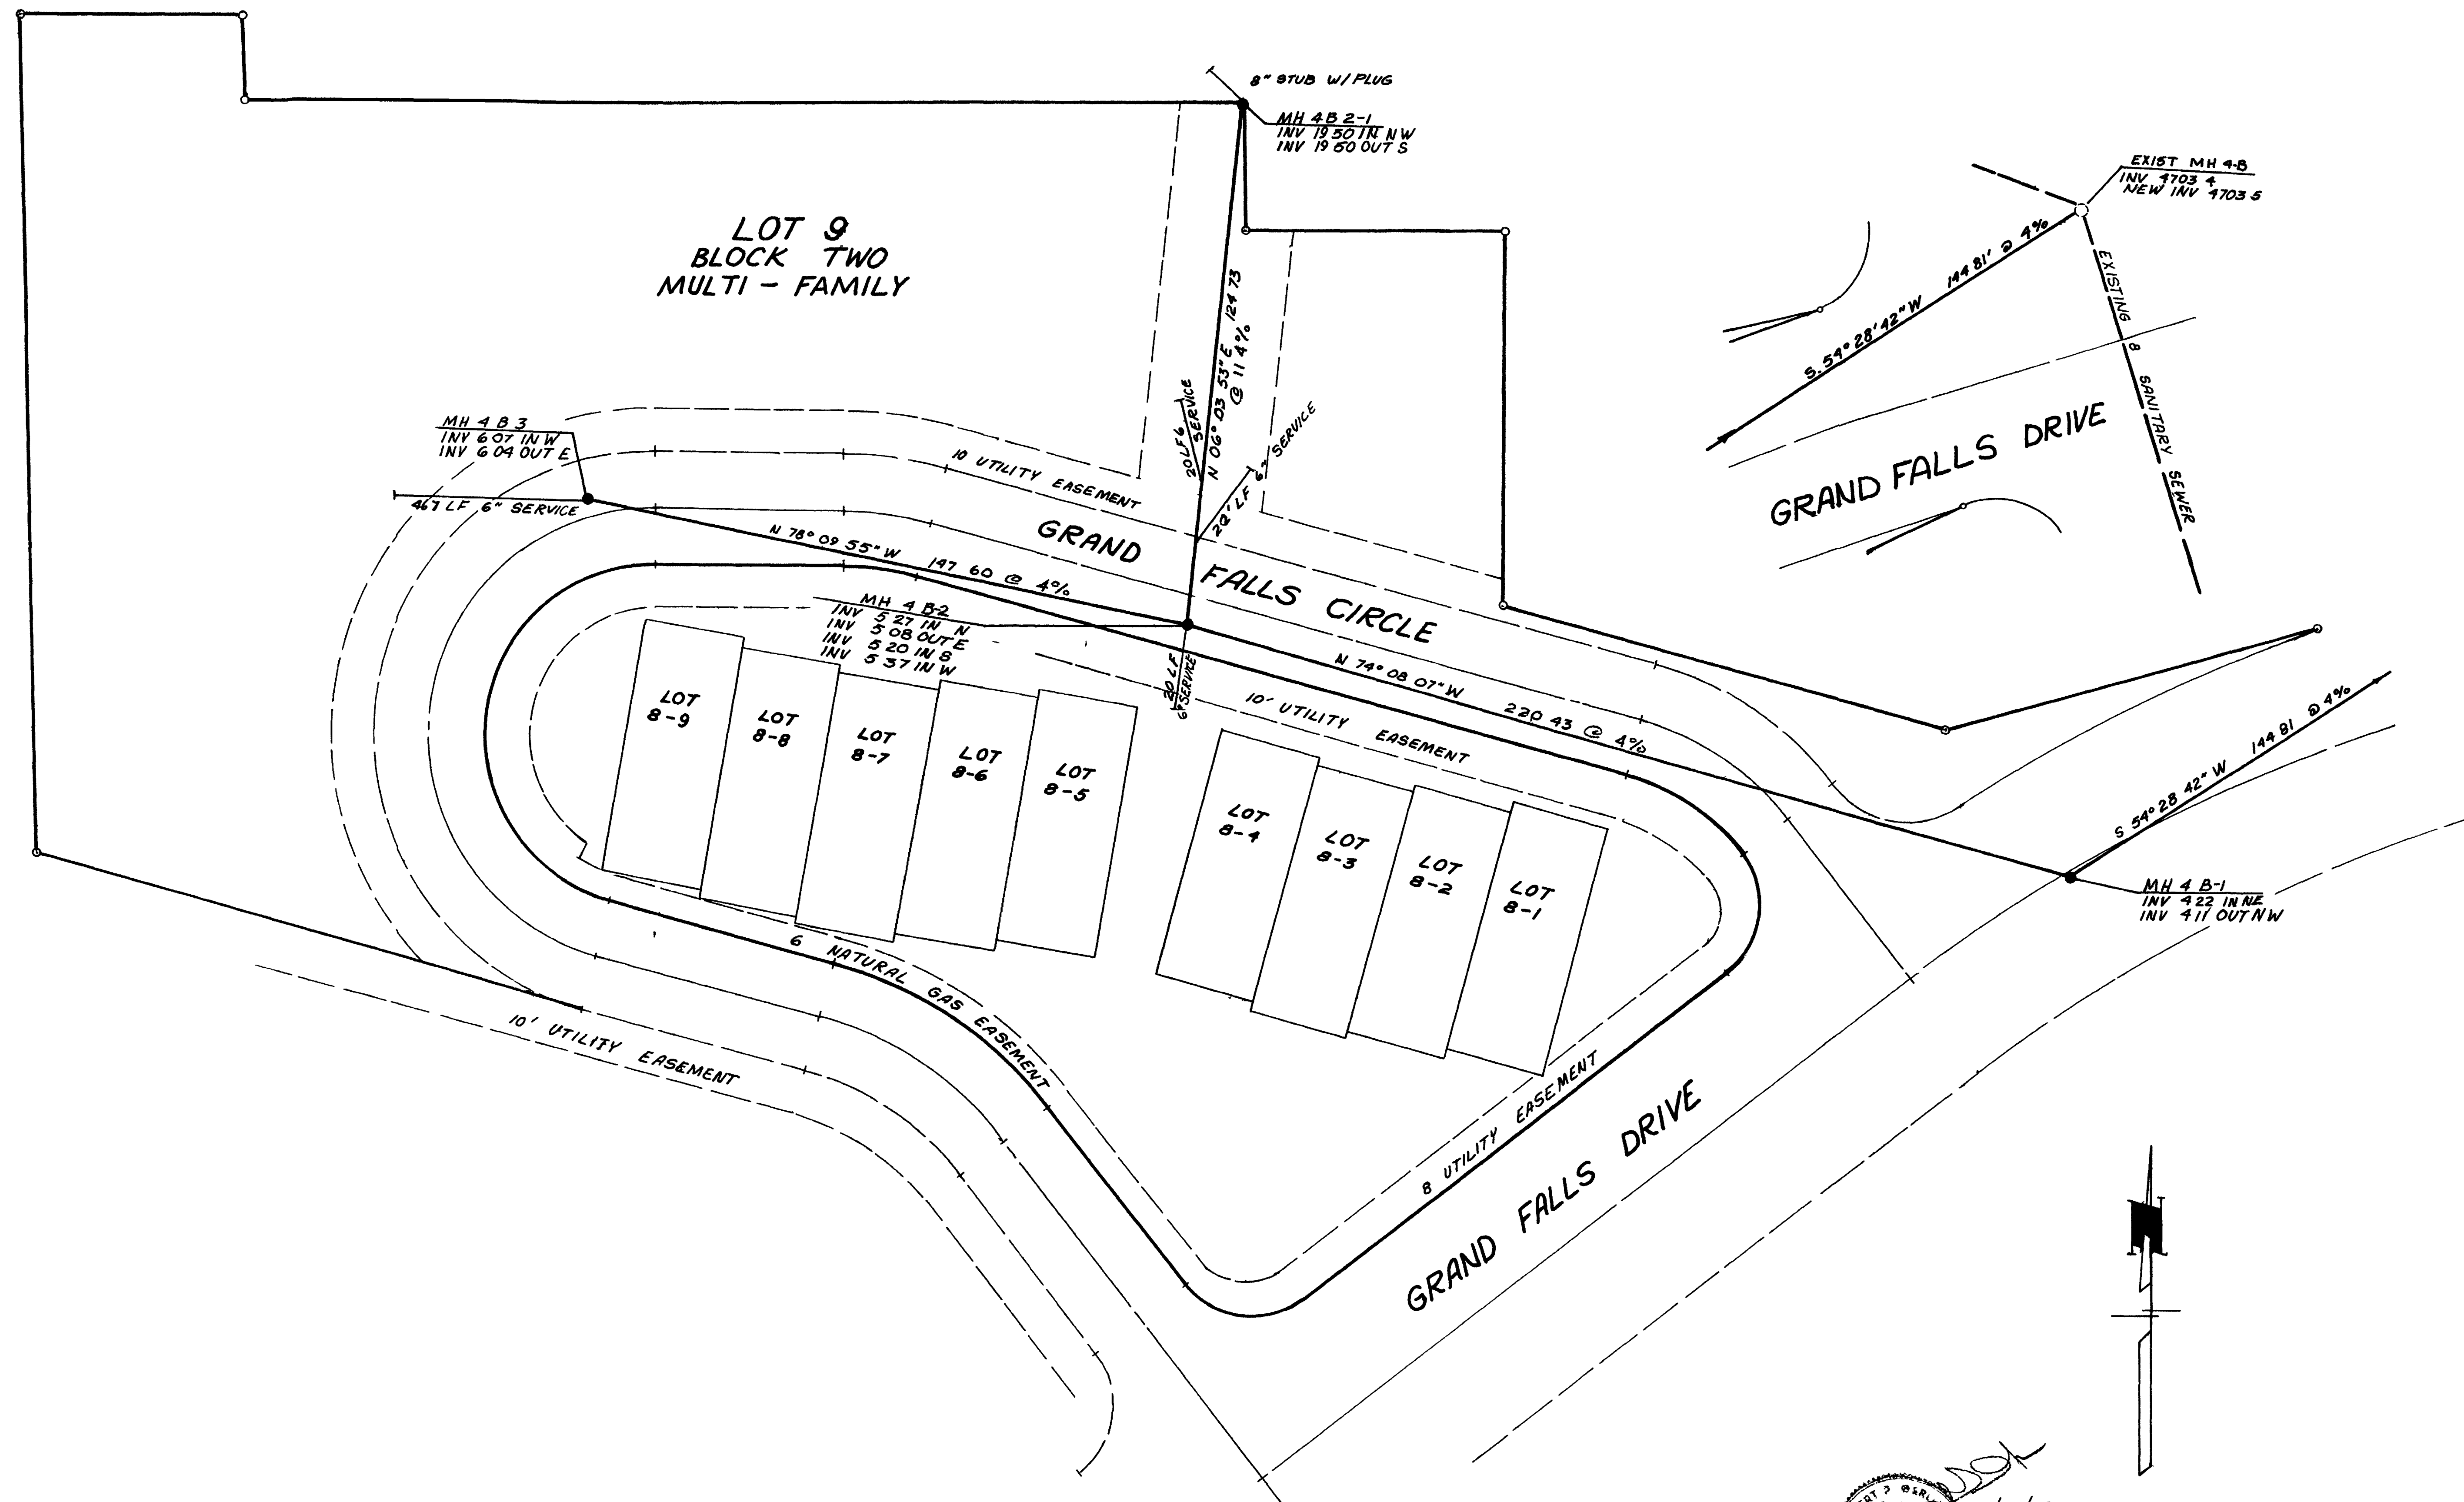 8" STUB W/ PLUG
MH 4B 2-1
INV 19 50 IN NW
INV 19 50 OUT S
EXIST MH 4-B
INV 4703 4
NEW INV 4703 5
LOT 9
BLOCK TWO
MULTI - FAMILY
N 06° 03 53" E 124 73
@ 11 4%
20 LF 6
SERVICE
20' LF 6" SERVICE
S. 54° 28' 42" W 144 81' @ 4%
EXISTING 8 SANITARY SEWER
GRAND FALLS DRIVE
MH 4 B 3
INV 6 07 IN W
INV 6 04 OUT E
467 LF 6" SERVICE
10 UTILITY EASEMENT
GRAND FALLS CIRCLE
N 78° 09 55" W 147 60 @ 4%
MH 4 B-2
INV 5 27 IN N
INV 5 08 OUT E
INV 5 20 IN S
INV 5 37 IN W
20 LF
6" SERVICE
N 74° 08 07" W 220 43 @ 4%
10' UTILITY EASEMENT
LOT
8-9
LOT
8-8
LOT
8-7
LOT
8-6
LOT
8-5
LOT
8-4
LOT
8-3
LOT
8-2
LOT
8-1
S 54° 28 42" W 144 81 @ 4%
MH 4 B-1
INV 4 22 IN NE
INV 4 11 OUT NW
6 NATURAL GAS EASEMENT
10' UTILITY EASEMENT
8 UTILITY EASEMENT
GRAND FALLS DRIVE
N